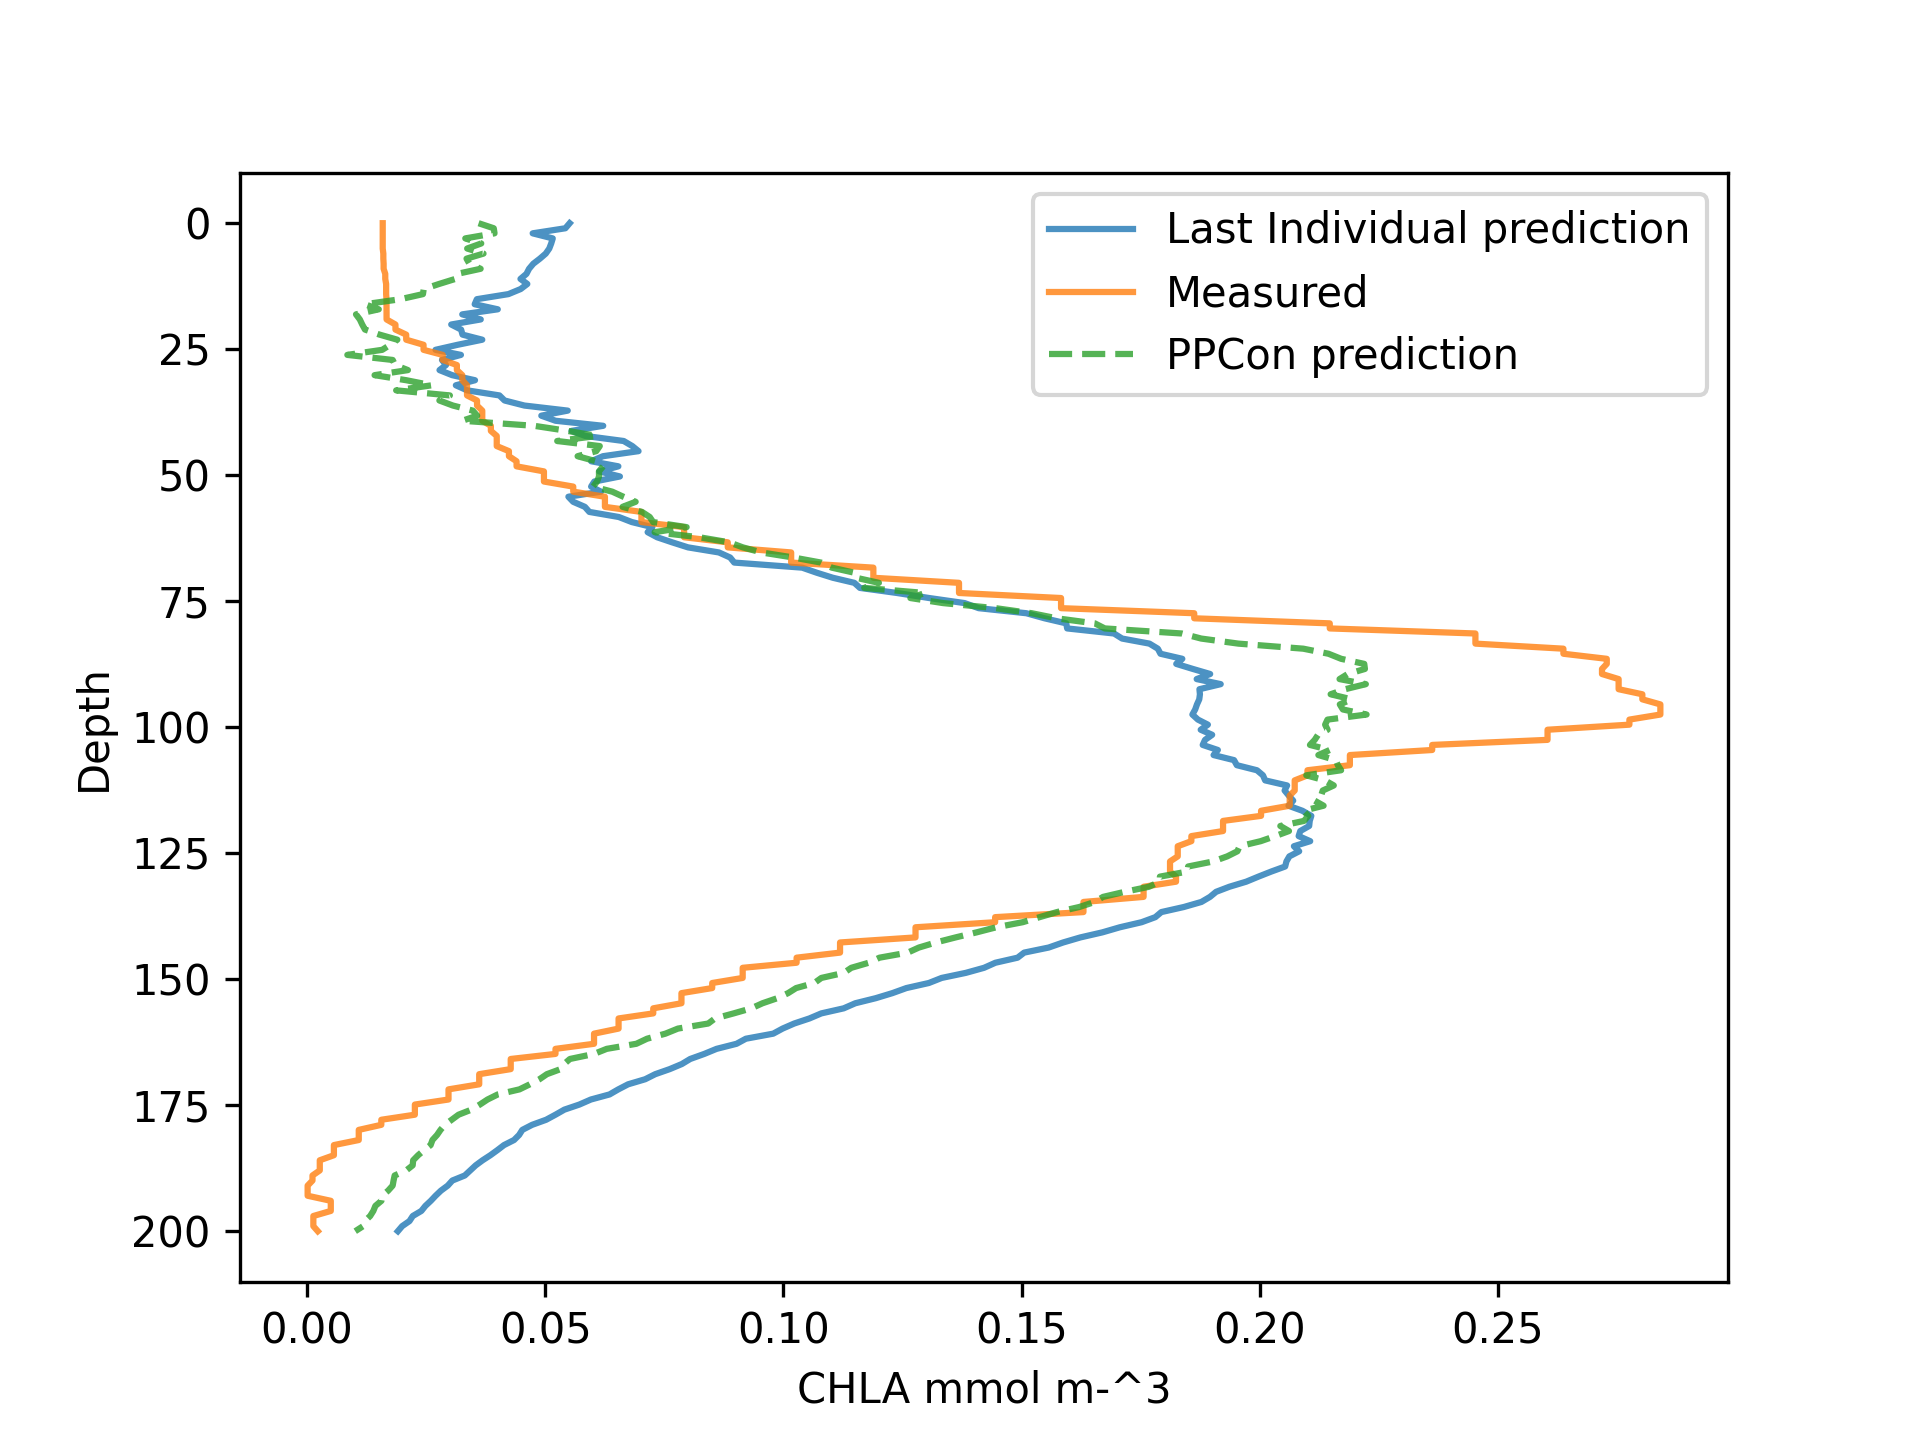 Last Individual prediction
Measured
PPCon prediction
0
25
50
75
100
125
150
175
200
Depth
0.00 0.05 0.10 0.15 0.20 0.25
CHLA mmol m-^3